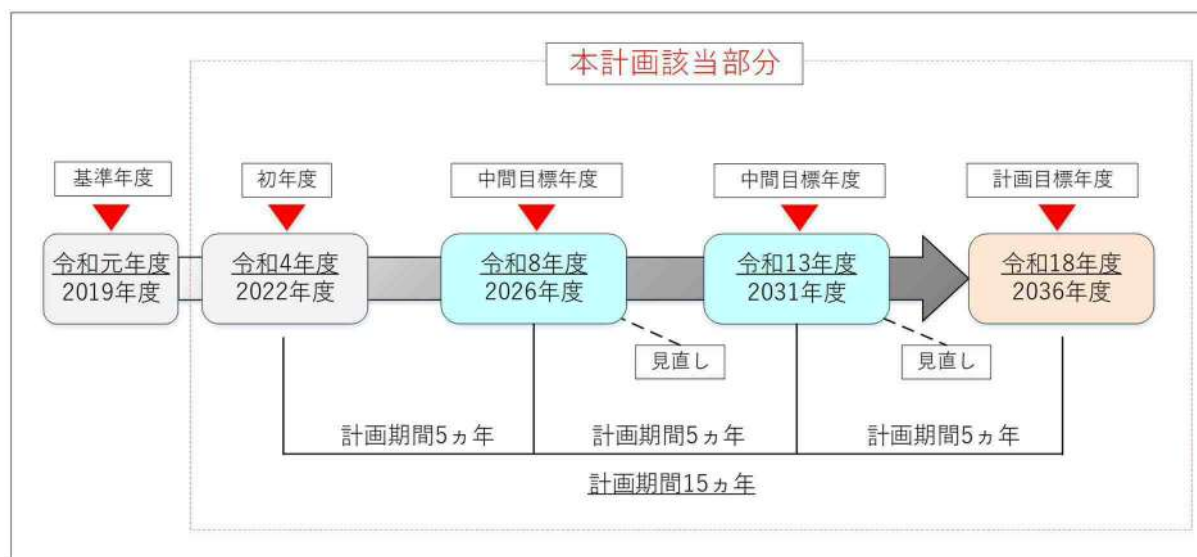 本計画該当部分
基準年度
初年度
中間目標年度
中間目標年度
計画目標年度
令和元年度
2019年度
令和4年度
2022年度
令和8年度
2026年度
令和13年度
2031年度
令和18年度
2036年度
見直し
見直し
計画期間5ヵ年
計画期間5ヵ年
計画期間5ヵ年
計画期間15ヵ年